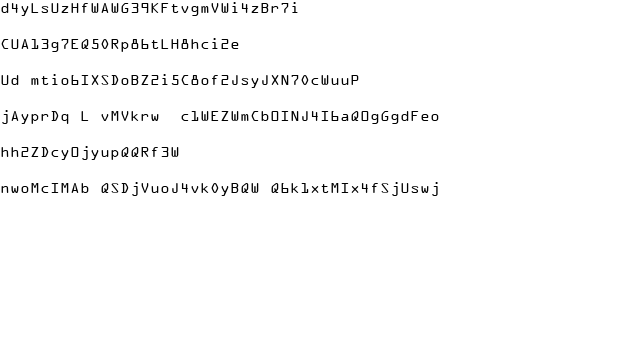 d4yLsUzHfWAWG39KFtvgmVWi4zBr7i
CUA13g7EQ50Rp86tLH8hci2e
Ud mtio6IXSDoBZ2i5C8of2JsyJXN70cWuuP
jAyprDq L vMVkrw  c1WEZWmCbOINJ4I6aQOgGgdFeo
hh2ZDcyOjyupQQRf3W
nwoMcIMAb QSDjVuoJ4vk0yBQW Q6k1xtMIx4fSjUswj